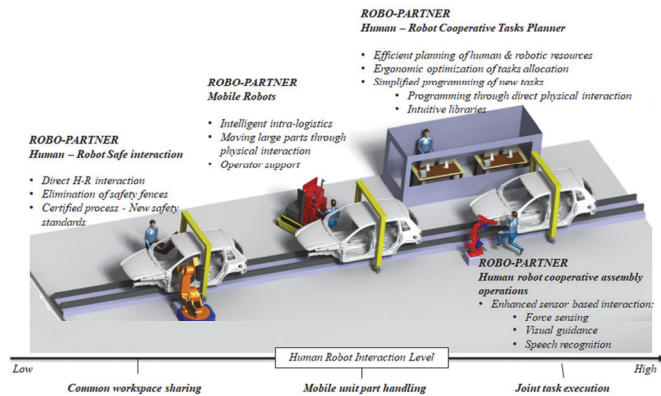 ROBO-PARTNER
Human – Robot Cooperative Tasks Planner
• Efficient planning of human & robotic resources
• Ergonomic optimization of tasks allocation
• Simplified programming of new tasks
• Programming through direct physical interaction
• Intuitive libraries
ROBO-PARTNER
Mobile Robots
• Intelligent intra-logistics
• Moving large parts through
physical interaction
• Operator support
ROBO-PARTNER
Human – Robot Safe interaction
• Direct H-R interaction
• Elimination of safety fences
• Certified process - New safety
standards
ROBO-PARTNER
Human robot cooperative assembly
operations
• Enhanced sensor based interaction:
• Force sensing
• Visual guidance
• Speech recognition
Human Robot Interaction Level
Low
High
Common workspace sharing
Mobile unit part handling
Joint task execution